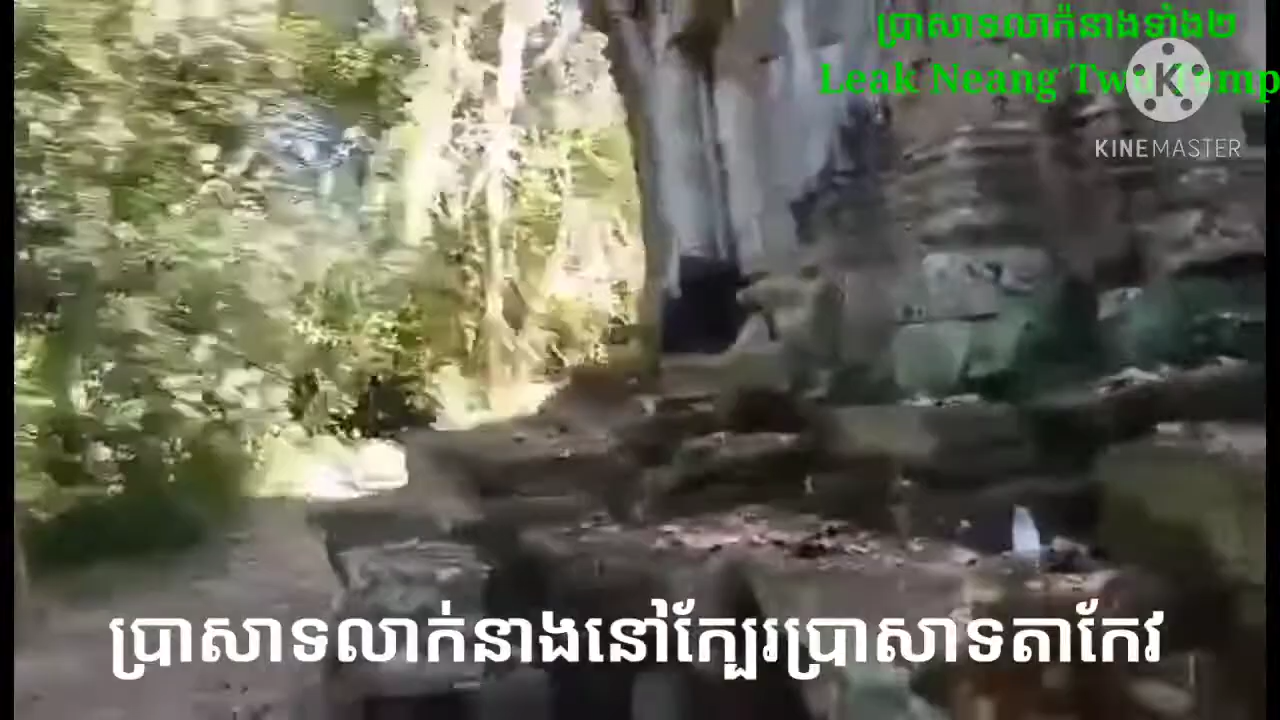 ប្រាសាទលាក់នាងទាំង២
Leak Neang Two Temp
KINEMASTER
ប្រាសាទលាក់នាងនៅក្បែរប្រាសាទតាកែវ